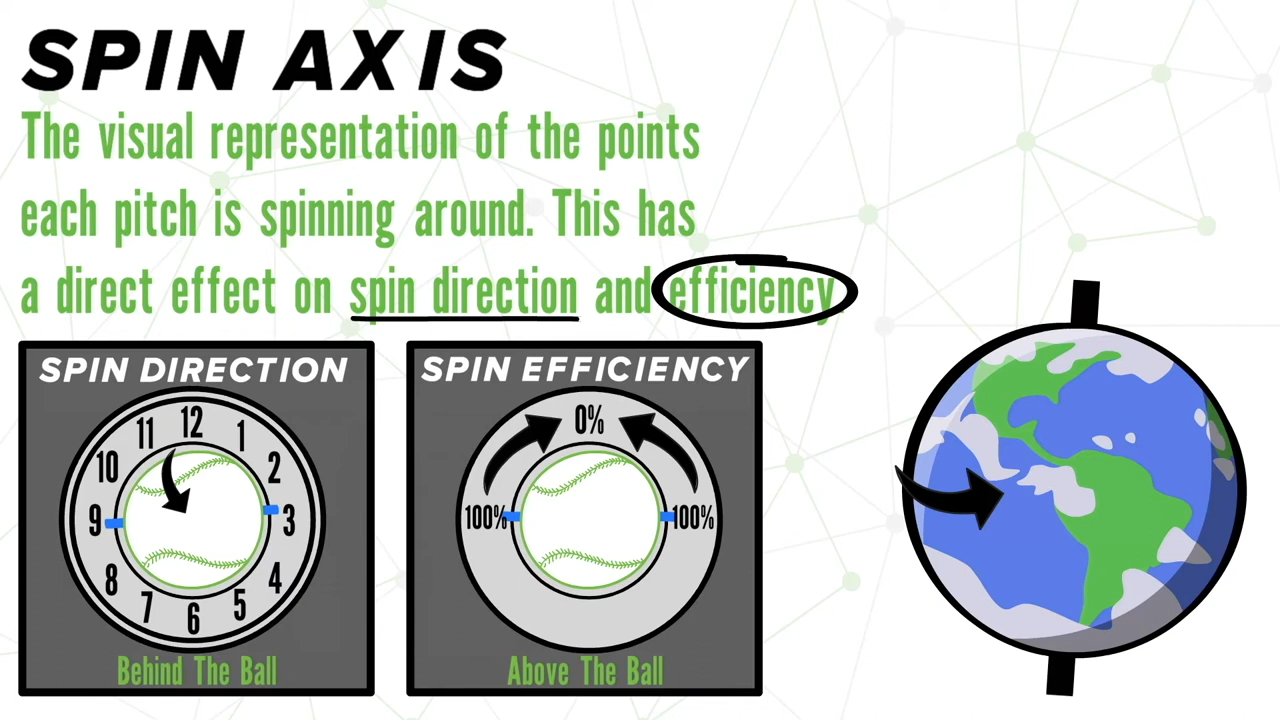 SPIN AXIS
The visual representation of the points
each pitch is spinning around. This has
a direct effect on spin direction and efficiency
SPIN DIRECTION
12
11
1
10
2
9
3
8
4
7
5
6
Behind The Ball
SPIN EFFICIENCY
0%
100%
100%
Above The Ball